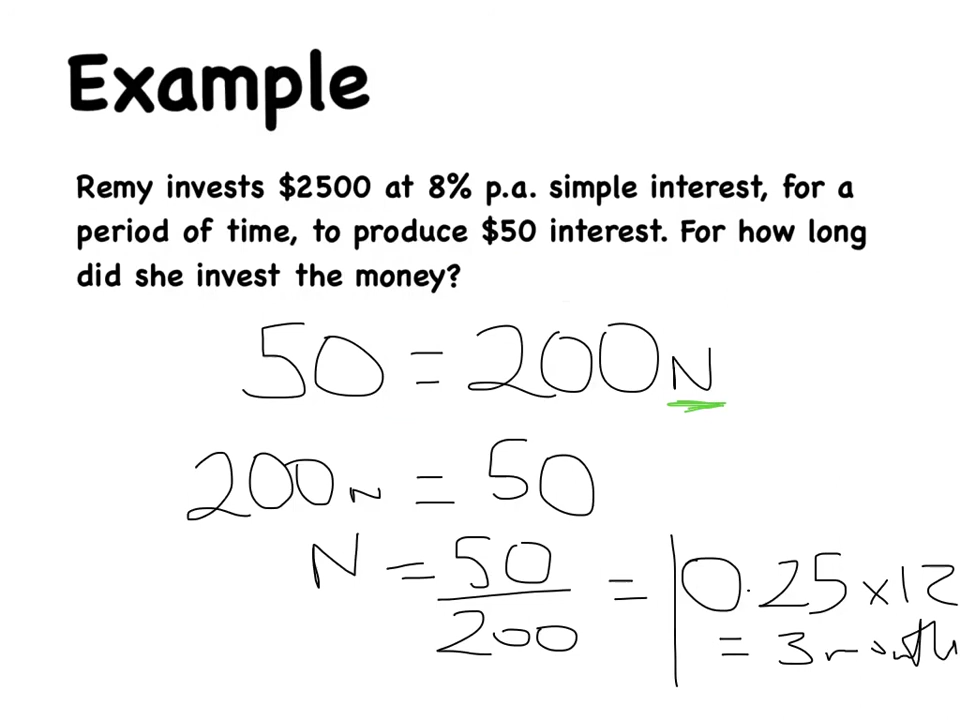 Example
Remy invests $2500 at 8% p.a. simple interest, for a
period of time, to produce $50 interest. For how long
did she invest the money?
50 = 200N
200N = 50
N = 50/200 = | 0.25 x 12
= 3 month